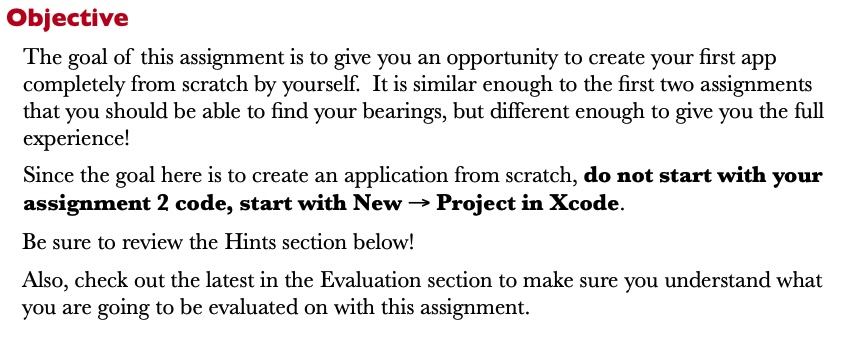 Objective
The goal of this assignment is to give you an opportunity to create your first app
completely from scratch by yourself.  It is similar enough to the first two assignments
that you should be able to find your bearings, but different enough to give you the full
experience!
Since the goal here is to create an application from scratch, do not start with your
assignment 2 code, start with New → Project in Xcode.
Be sure to review the Hints section below!
Also, check out the latest in the Evaluation section to make sure you understand what
you are going to be evaluated on with this assignment.